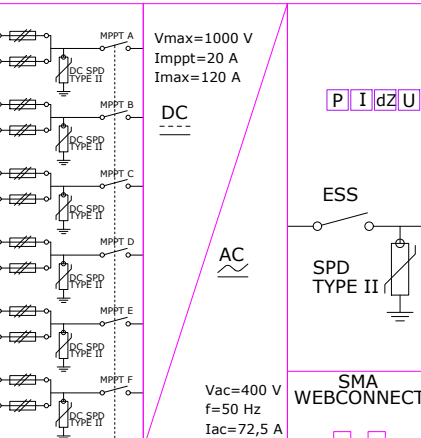 MPPT A
DC SPD
TYPE II
MPPT B
DC SPD
TYPE II
MPPT C
DC SPD
TYPE II
MPPT D
DC SPD
TYPE II
MPPT E
DC SPD
TYPE II
MPPT F
DC SPD
TYPE II
Vmax=1000 V
Imppt=20 A
Imax=120 A
DC
AC
Vac=400 V
f=50 Hz
Iac=72,5 A
P I dZ U
ESS
SPD
TYPE II
SMA
WEBCONNECT